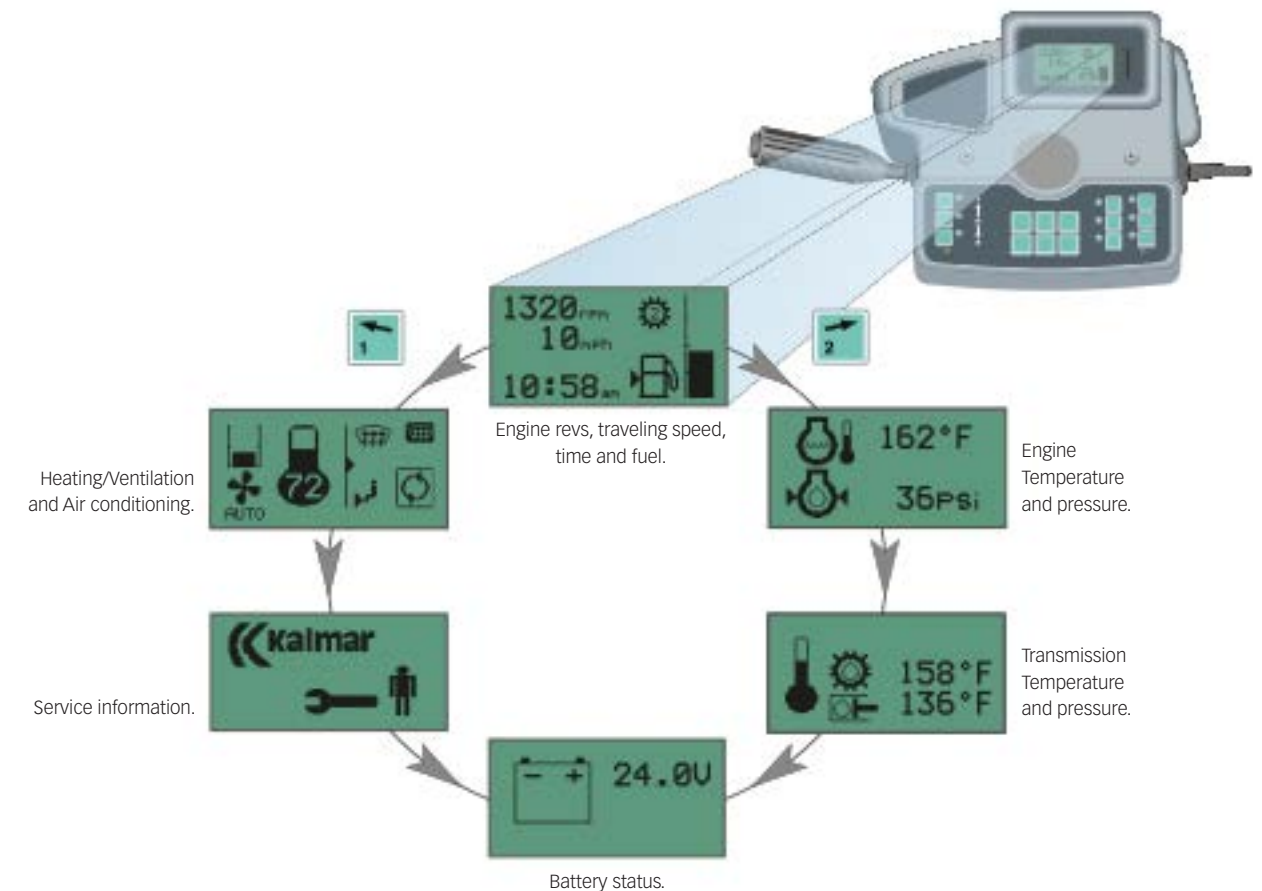 1320rpm
10mph
10:58am
2
1
2
Engine revs, traveling speed,
time and fuel.
72
AUTO
Heating/Ventilation
and Air conditioning.
162°F
36Psi
Engine
Temperature
and pressure.
Kalmar
Service information.
158°F
136°F
Transmission
Temperature
and pressure.
- + 24.0V
Battery status.